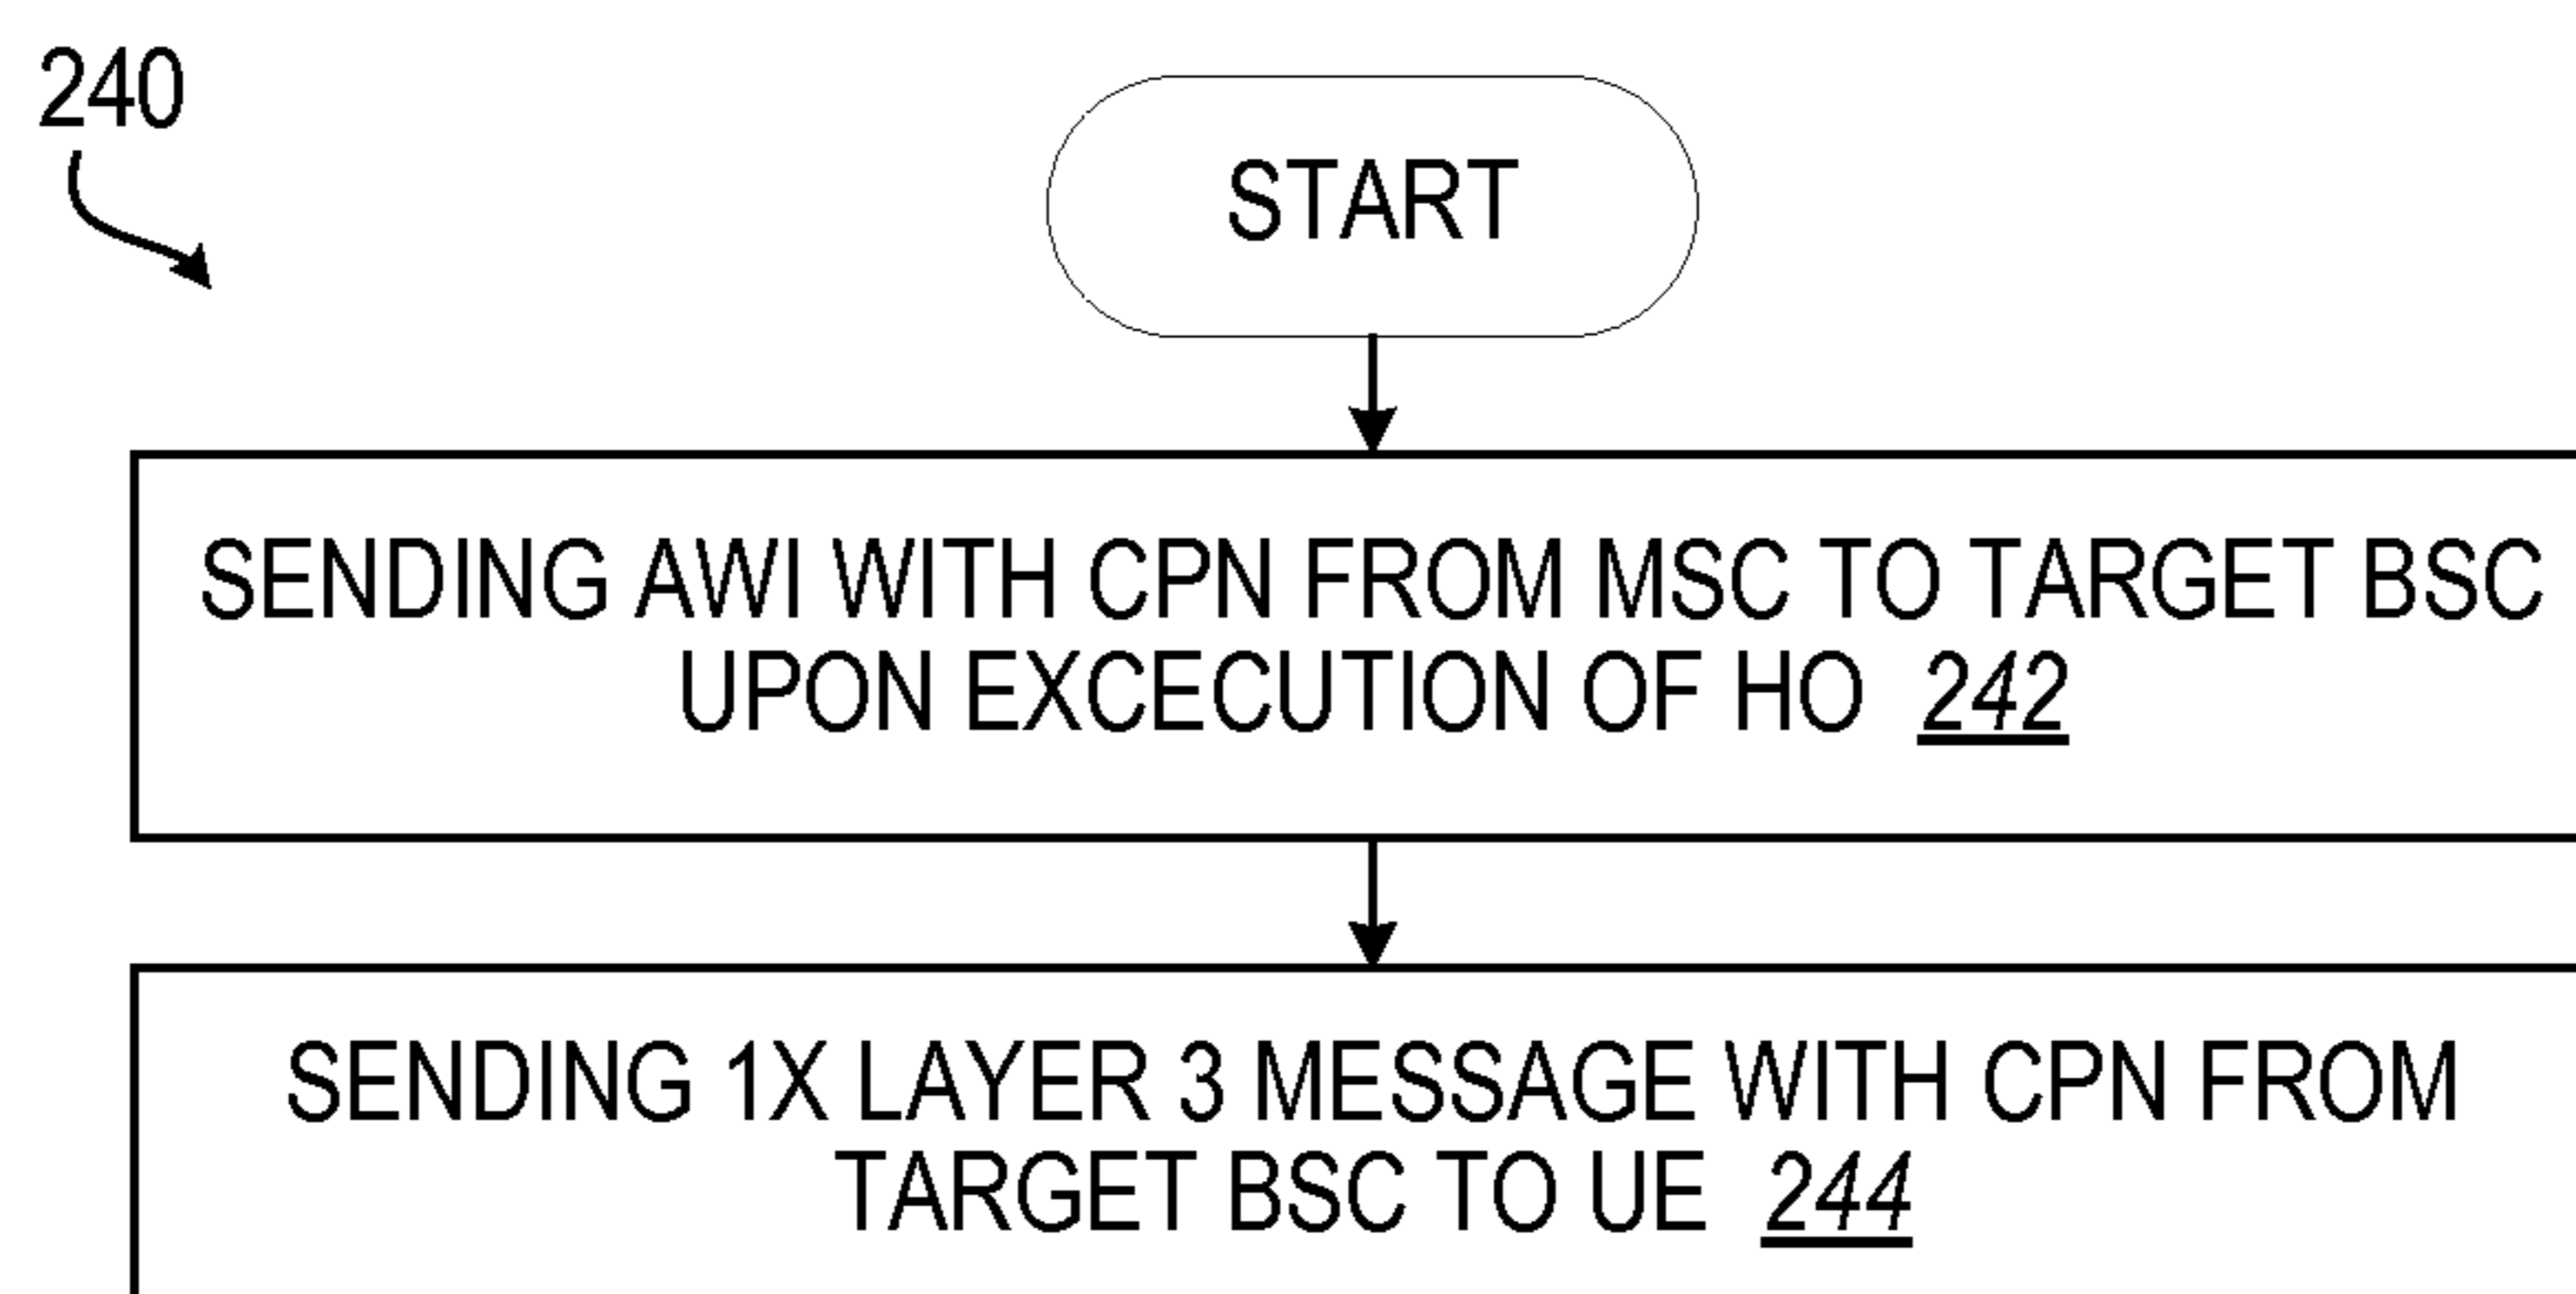 240
START
SENDING AWI WITH CPN FROM MSC TO TARGET BSC
UPON EXCECUTION OF HO 242
SENDING 1X LAYER 3 MESSAGE WITH CPN FROM
TARGET BSC TO UE 244